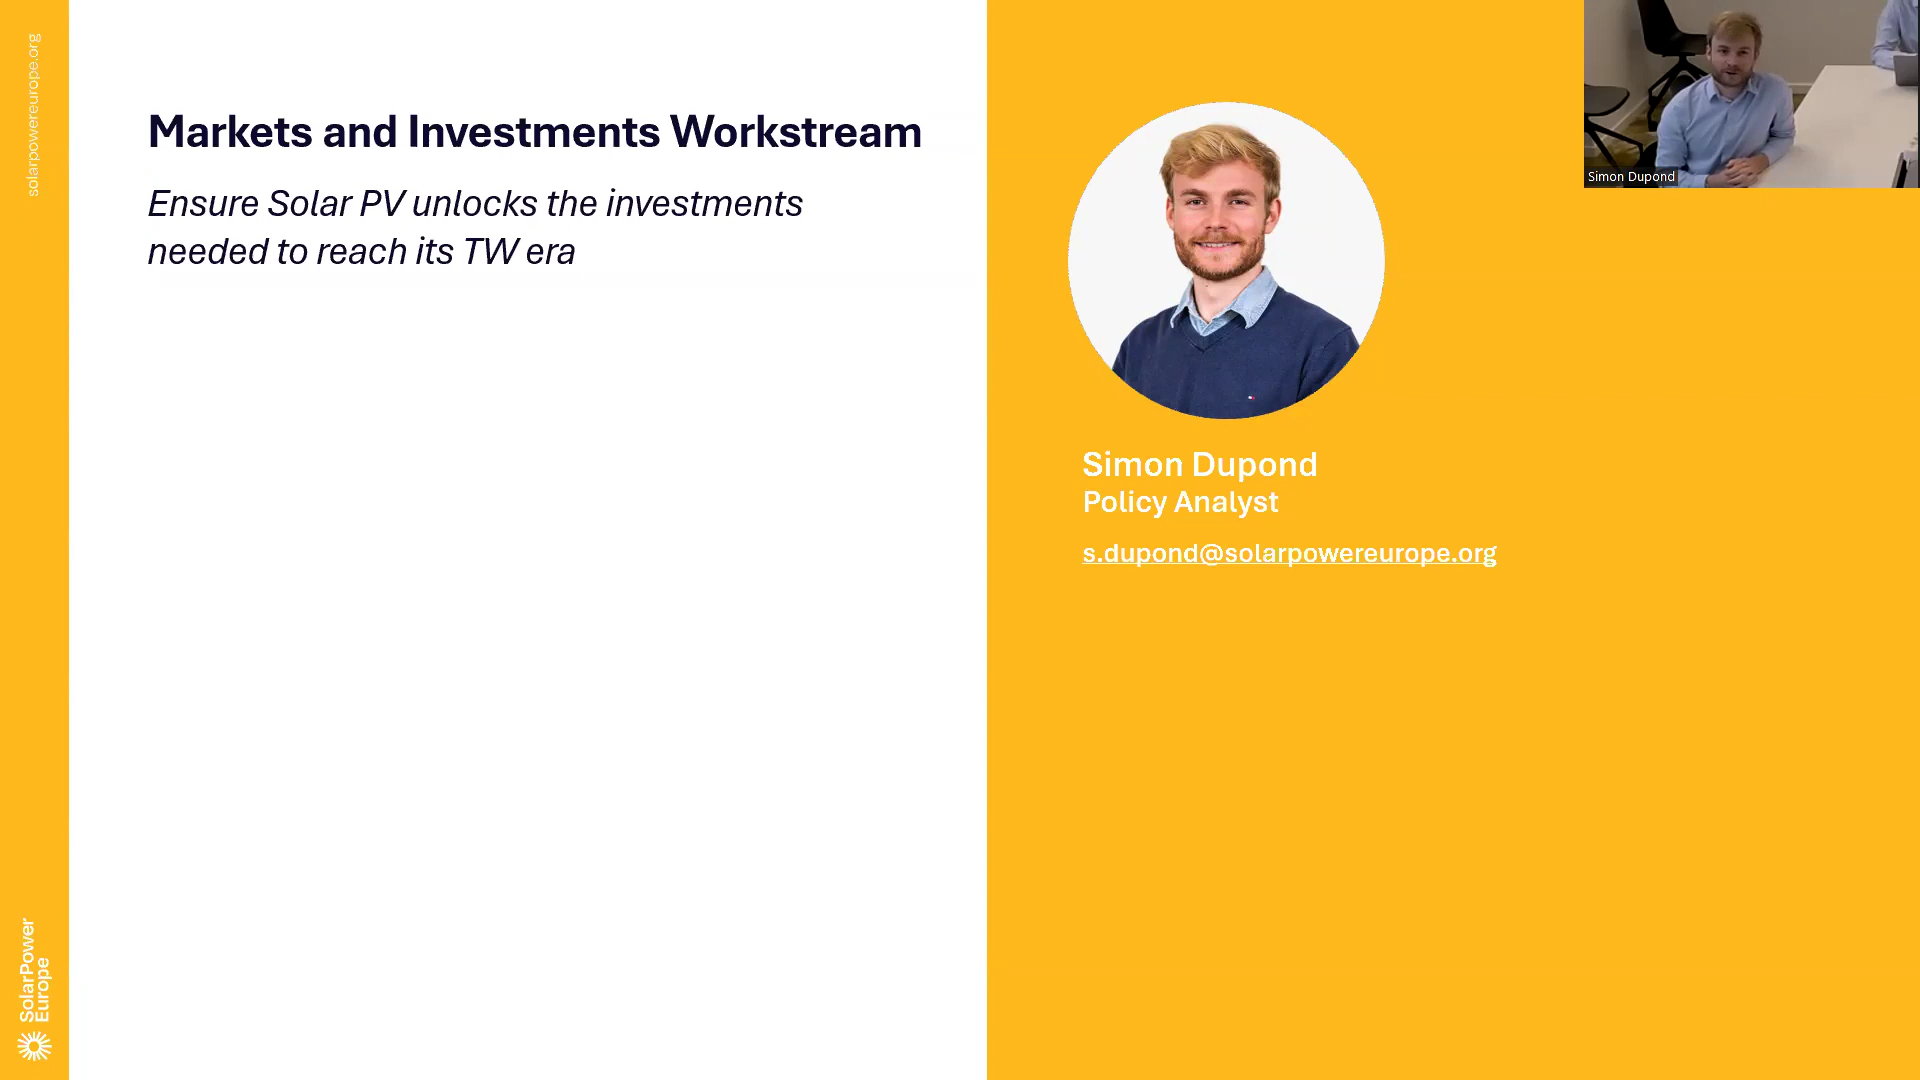 solarpowereurope.org
Markets and Investments Workstream
Ensure Solar PV unlocks the investments
needed to reach its TW era
Simon Dupond
Policy Analyst
s.dupond@solarpowereurope.org
Simon Dupond
SolarPower
Europe